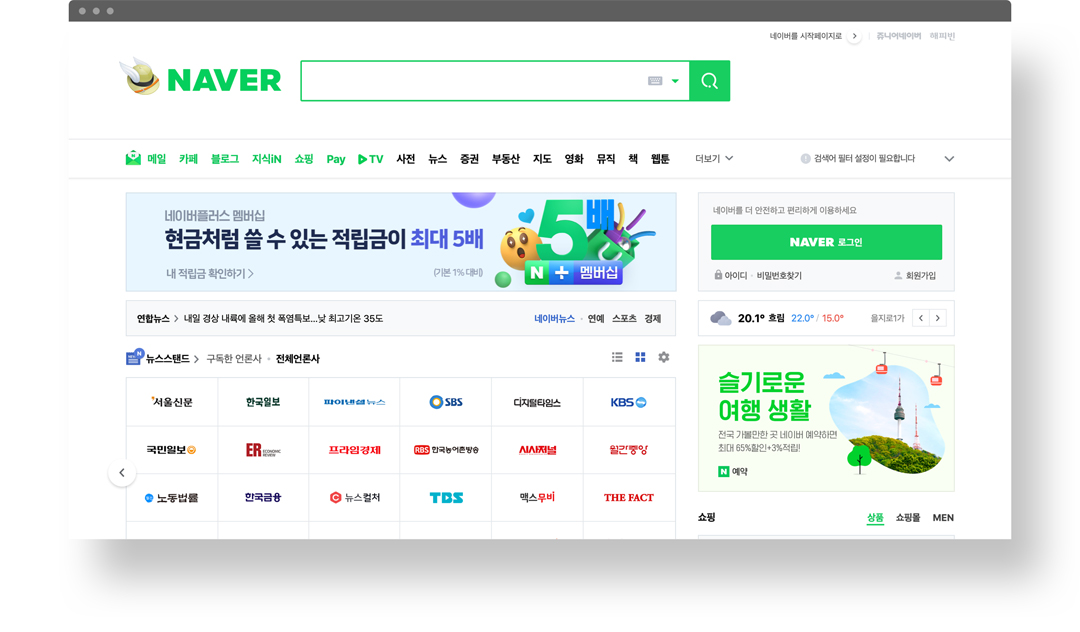 네이버를 시작페이지로 쥬니어네이버 해피빈
NAVER
메일 카페 블로그 지식iN 쇼핑 Pay TV 사전 뉴스 증권 부동산 지도 영화 뮤직 책 웹툰 더보기 검색어 필터 설정이 필요합니다
네이버플러스 멤버십
현금처럼 쓸 수 있는 적립금이 최대 5배
내 적립금 확인하기 (기본 1% 대비)
5배
N + 멤버십
네이버를 더 안전하고 편리하게 이용하세요
NAVER 로그인
아이디 · 비밀번호찾기 회원가입
연합뉴스 내일 경상 내륙에 올해 첫 폭염특보...낮 최고기온 35도 네이버뉴스 · 연예 스포츠 경제
20.1° 흐림 22.0° / 15.0° 을지로1가
뉴스스탠드 구독한 언론사 · 전체언론사
서울신문 한국일보 파이낸셜뉴스 SBS 디지털타임스 KBS
국민일보 ER ECONOMIC REVIEW 프라임경제 RBS 한국농어촌방송 시사저널 월간중앙
노동법률 한국금융 뉴스컬처 TBS 맥스무비 THE FACT
슬기로운
여행 생활
전국 가볼만한 곳 네이버 예약하면
최대 65%할인+3%적립!
N 예약
쇼핑 상품 쇼핑몰 MEN